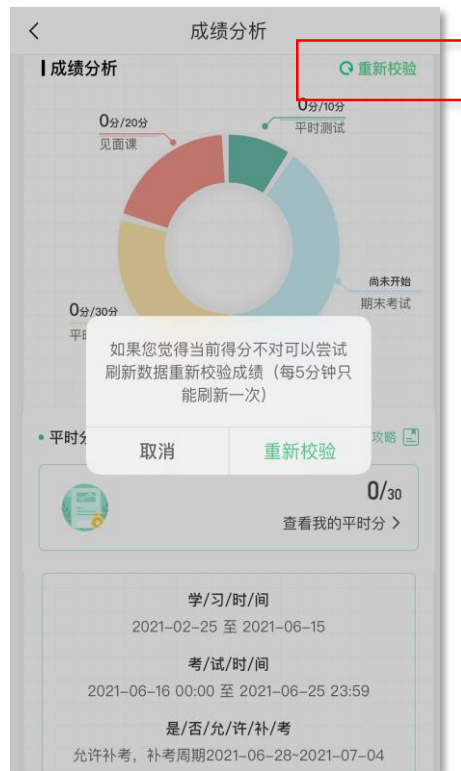 成绩分析
成绩分析
重新校验
0分/20分
0分/10分
见面课
平时测试
尚未开始
0分/30分
期末考试
平时
如果您觉得当前得分不对可以尝试
刷新数据重新校验成绩（每5分钟只
能刷新一次）
平时分
攻略
取消
重新校验
0/30
查看我的平时分
学/习/时/间
2021-02-25 至 2021-06-15
考/试/时/间
2021-06-16 00:00 至 2021-06-25 23:59
是/否/允/许/补/考
允许补考，补考周期2021-06-28~2021-07-04